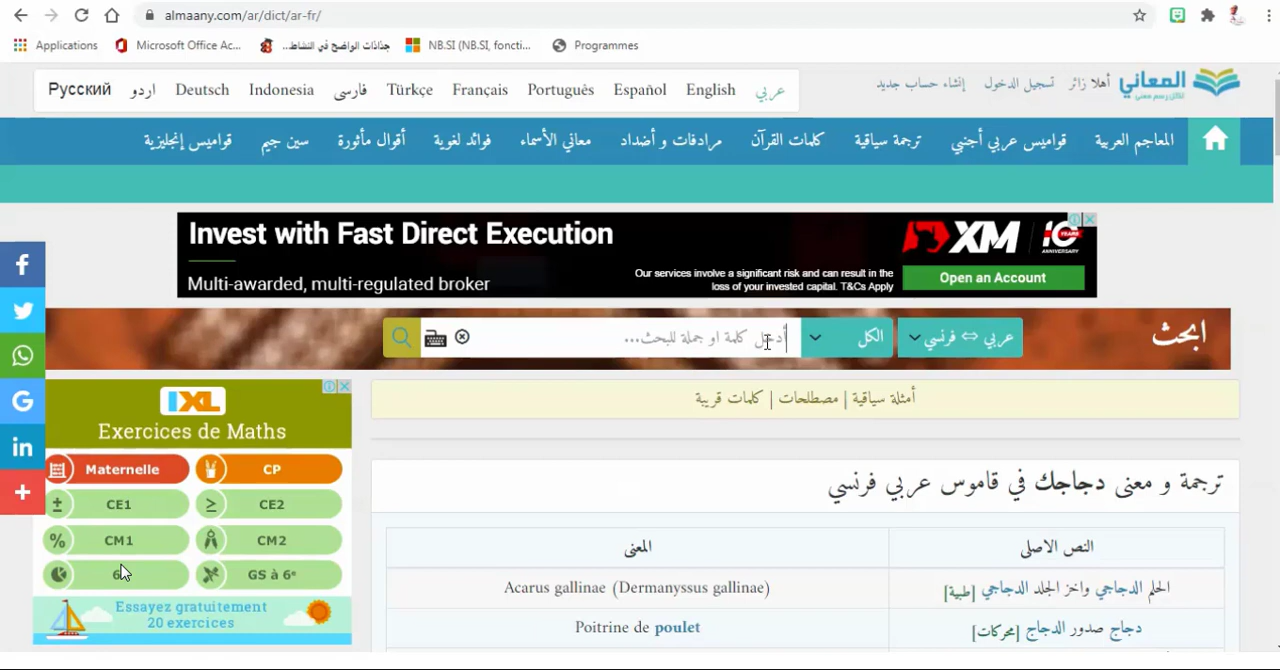 almaany.com/ar/dict/ar-fr/
Applications
Microsoft Office Ac...
جذاذات الواضح في النشاط...
NB.SI (NB.SI, foncti...
Programmes
المعاني
لكل رسم معنى
أهلا زائر
تسجيل الدخول
إنشاء حساب جديد
عربي
English
Español
Português
Français
Türkçe
فارسی
Indonesia
Deutsch
اردو
Русский
المعاجم العربية
قواميس عربي أجنبي
ترجمة سياقية
كلمات القرآن
مرادفات و أضداد
معاني الأسماء
فوائد لغوية
أقوال مأثورة
سين جيم
قواميس إنجليزية
Invest with Fast Direct Execution
Multi-awarded, multi-regulated broker
Our services involve a significant risk and can result in the
loss of your invested capital. T&Cs Apply
XM
10 YEARS
ANNIVERSARY
Open an Account
ابحث
عربي ⇔ فرنسي
الكل
أدخل كلمة او جملة للبحث...
أمثلة سياقية | مصطلحات | كلمات قريبة
ترجمة و معنى دجاجك في قاموس عربي فرنسي
النص الاصلي
المعنى
الحلم الدجاجي واخز الجلد الدجاجي [طبية]
Acarus gallinae (Dermanyssus gallinae)
دجاج صدور الدجاج [محركات]
Poitrine de poulet
IXL
Exercices de Maths
Maternelle
CP
CE1
CE2
CM1
CM2
6
GS à 6e
Essayez gratuitement
20 exercices